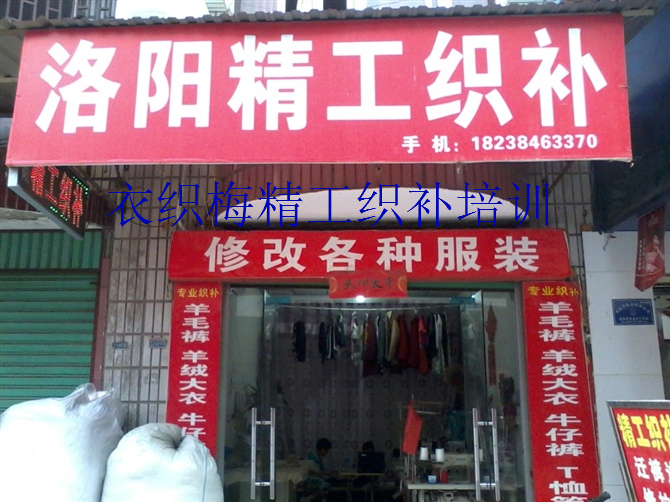 洛阳精工织补
手机：18238463370
精工织补
衣织梅精工织补培训
修改各种服装
专业织补
羊毛裤 羊绒大衣 牛仔裤
专业织补
羊毛裤 羊绒大衣 牛仔裤 T恤
精工织